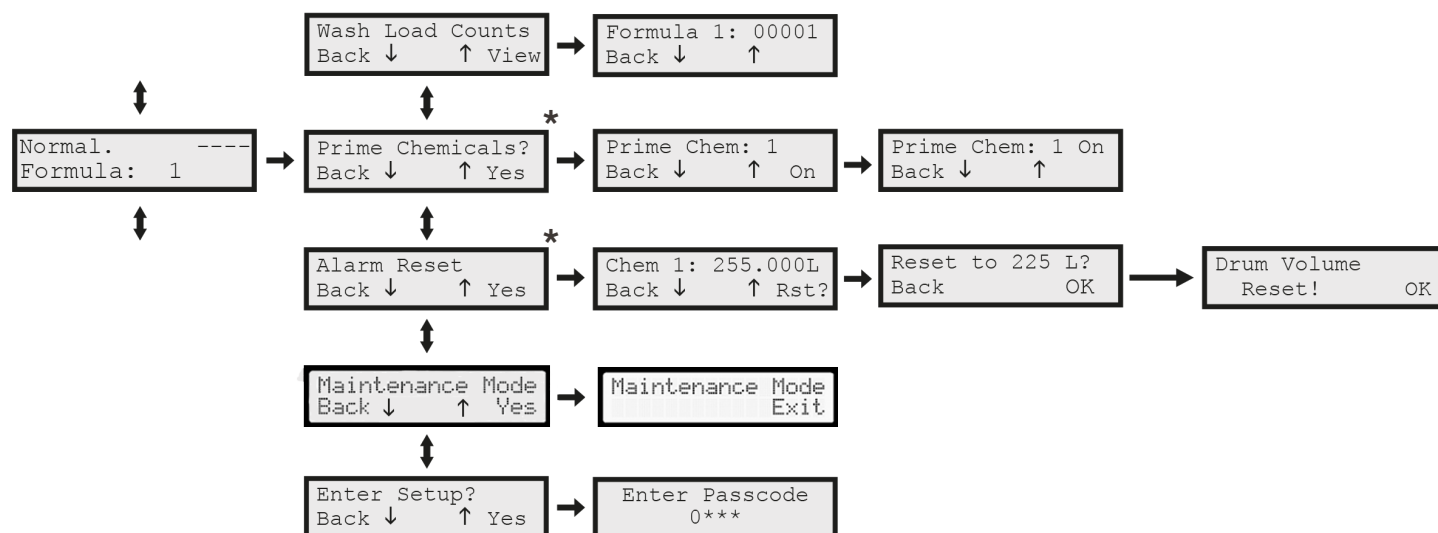 Wash Load Counts
Back ↓ ↑ View
Formula 1: 00001
Back ↓ ↑
Normal. ----
Formula: 1
Prime Chemicals?
Back ↓ ↑ Yes
*
Prime Chem: 1
Back ↓ ↑ On
Prime Chem: 1 On
Back ↓ ↑
Alarm Reset
Back ↓ ↑ Yes
*
Chem 1: 255.000L
Back ↓ ↑ Rst?
Reset to 225 L?
Back OK
Drum Volume
Reset! OK
Maintenance Mode
Back ↓ ↑ Yes
Maintenance Mode
Exit
Enter Setup?
Back ↓ ↑ Yes
Enter Passcode
0***